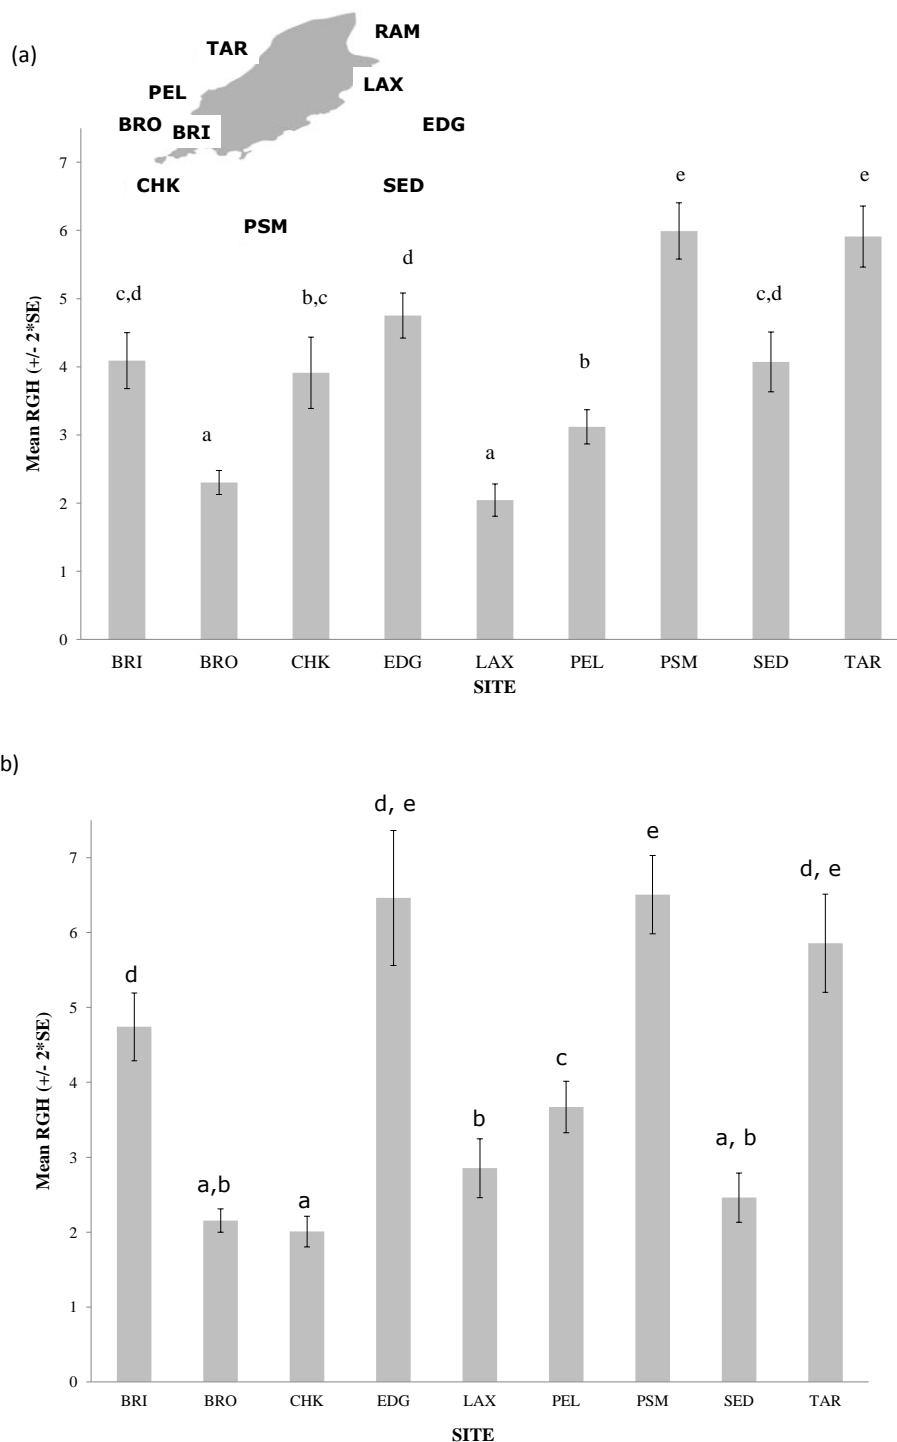 (a)
RAM
TAR
LAX
PEL
BRO
BRI
EDG
CHK
SED
PSM
Mean RGH (+/- 2*SE)
7
6
5
4
3
2
1
0
c,d
a
b,c
d
a
b
e
c,d
e
BRI BRO CHK EDG LAX PEL PSM SED TAR
SITE
b)
Mean RGH (+/- 2*SE)
7
6
5
4
3
2
1
0
d
a,b
a
d, e
b
c
e
a, b
d, e
BRI BRO CHK EDG LAX PEL PSM SED TAR
SITE